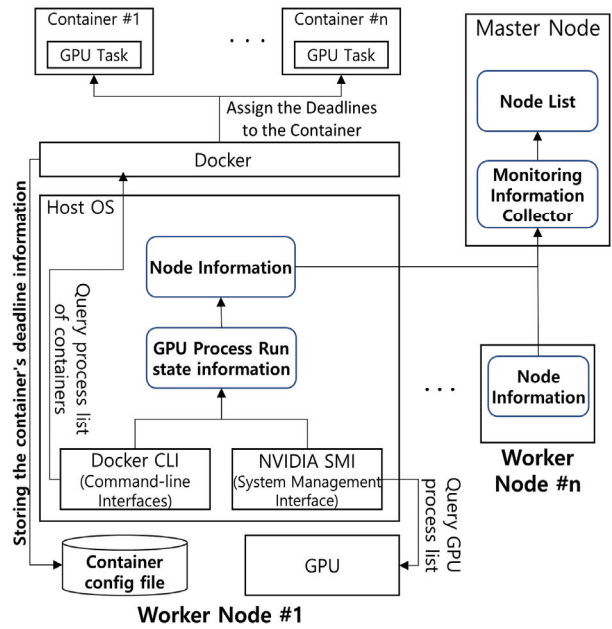 Container #1
GPU Task
. . .
Container #n
GPU Task
Assign the Deadlines
to the Container
Docker
Storing the container's deadline information
Host OS
Node Information
GPU Process Run
state information
Query process list
of containers
Docker CLI
(Command-line
Interfaces)
NVIDIA SMI
(System Management
Interface)
Query GPU
process list
Container
config file
GPU
Worker Node #1
Master Node
Node List
Monitoring
Information
Collector
. . .
Node
Information
Worker
Node #n